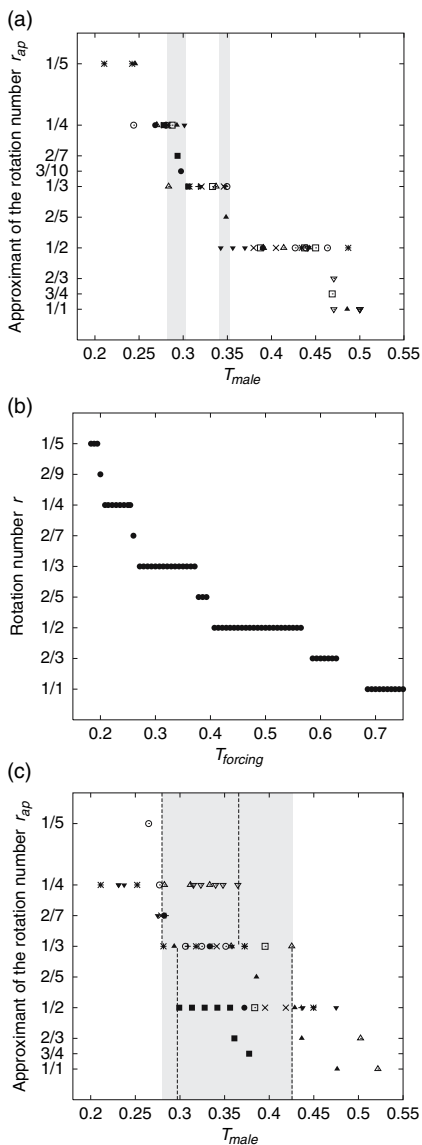 (a)
Approximant of the rotation number r_ap
1/5
1/4
2/7
3/10
1/3
2/5
1/2
2/3
3/4
1/1
0.2 0.25 0.3 0.35 0.4 0.45 0.5 0.55
T_male
(b)
Rotation number r
1/5
2/9
1/4
2/7
1/3
2/5
1/2
2/3
1/1
0.2 0.3 0.4 0.5 0.6 0.7
T_forcing
(c)
Approximant of the rotation number r_ap
1/5
1/4
2/7
1/3
2/5
1/2
2/3
3/4
1/1
0.2 0.25 0.3 0.35 0.4 0.45 0.5 0.55
T_male